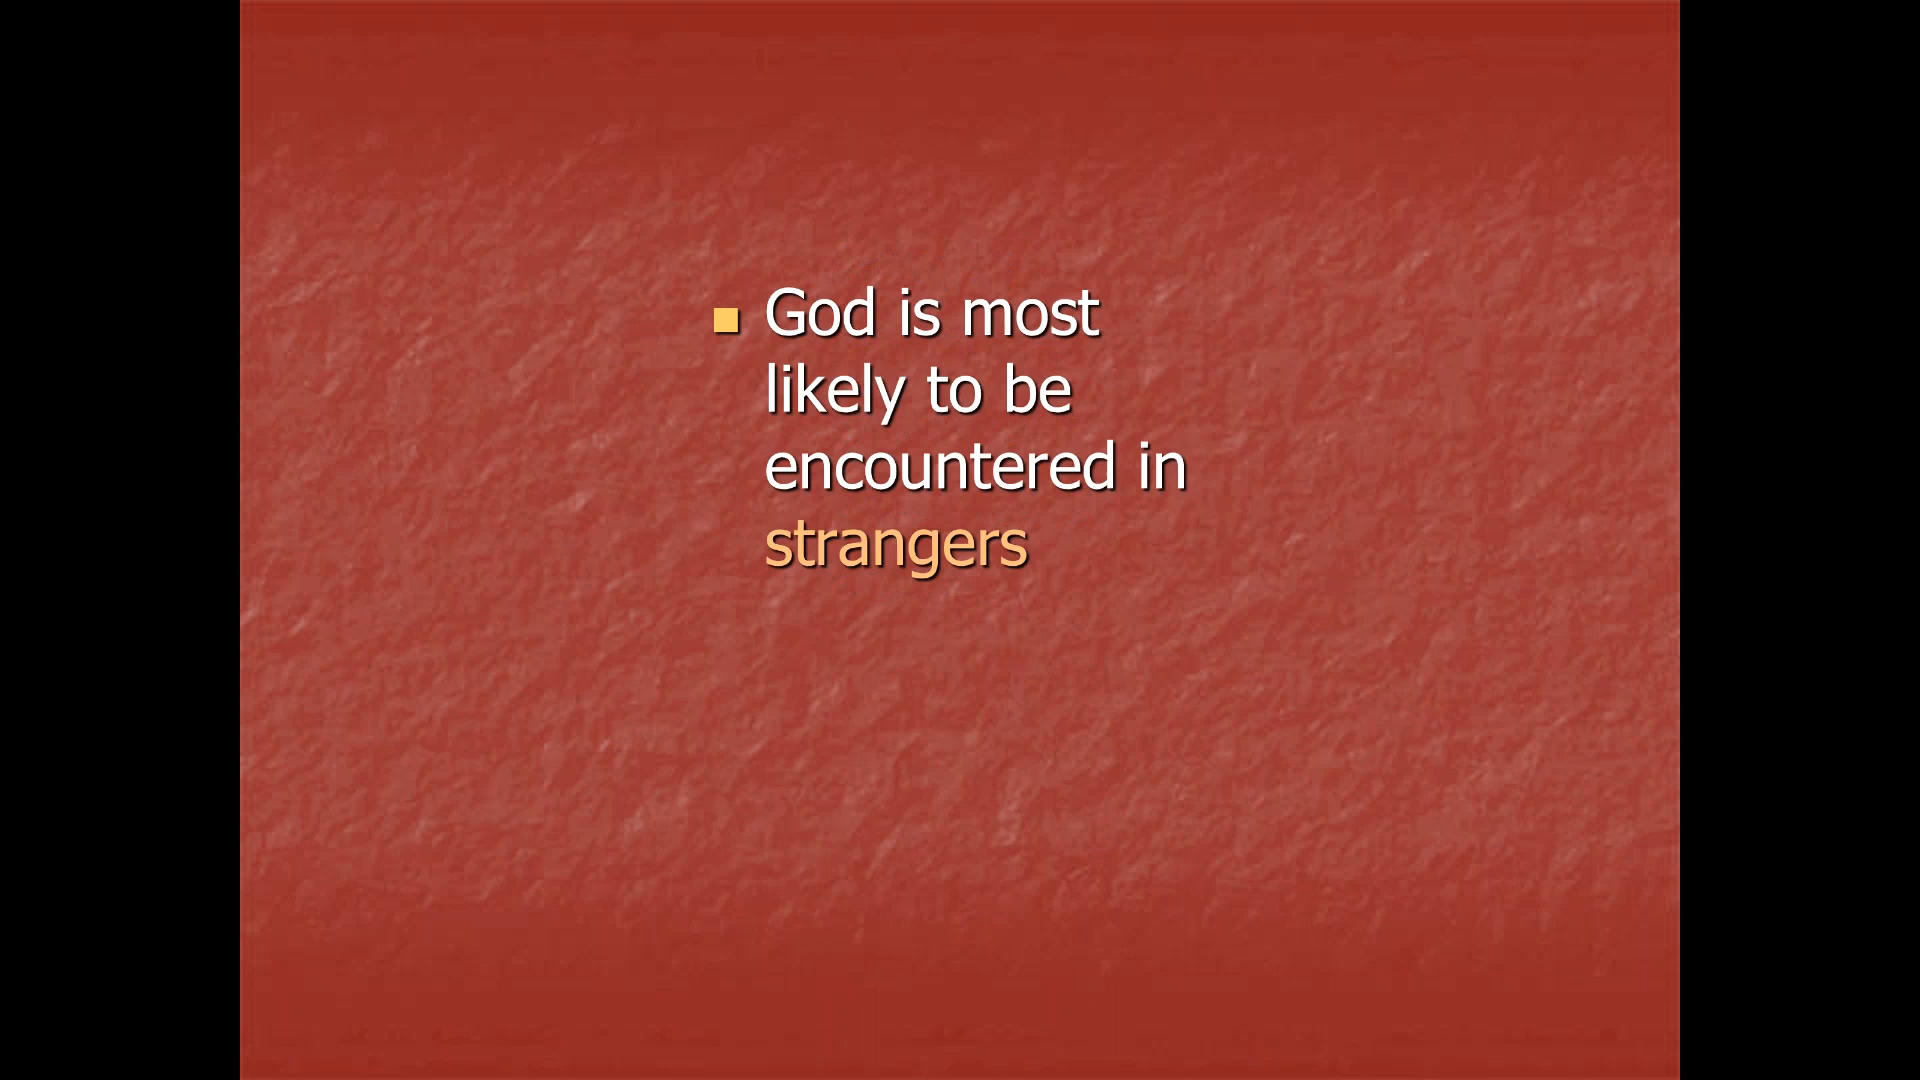 God is most
likely to be
encountered in
strangers